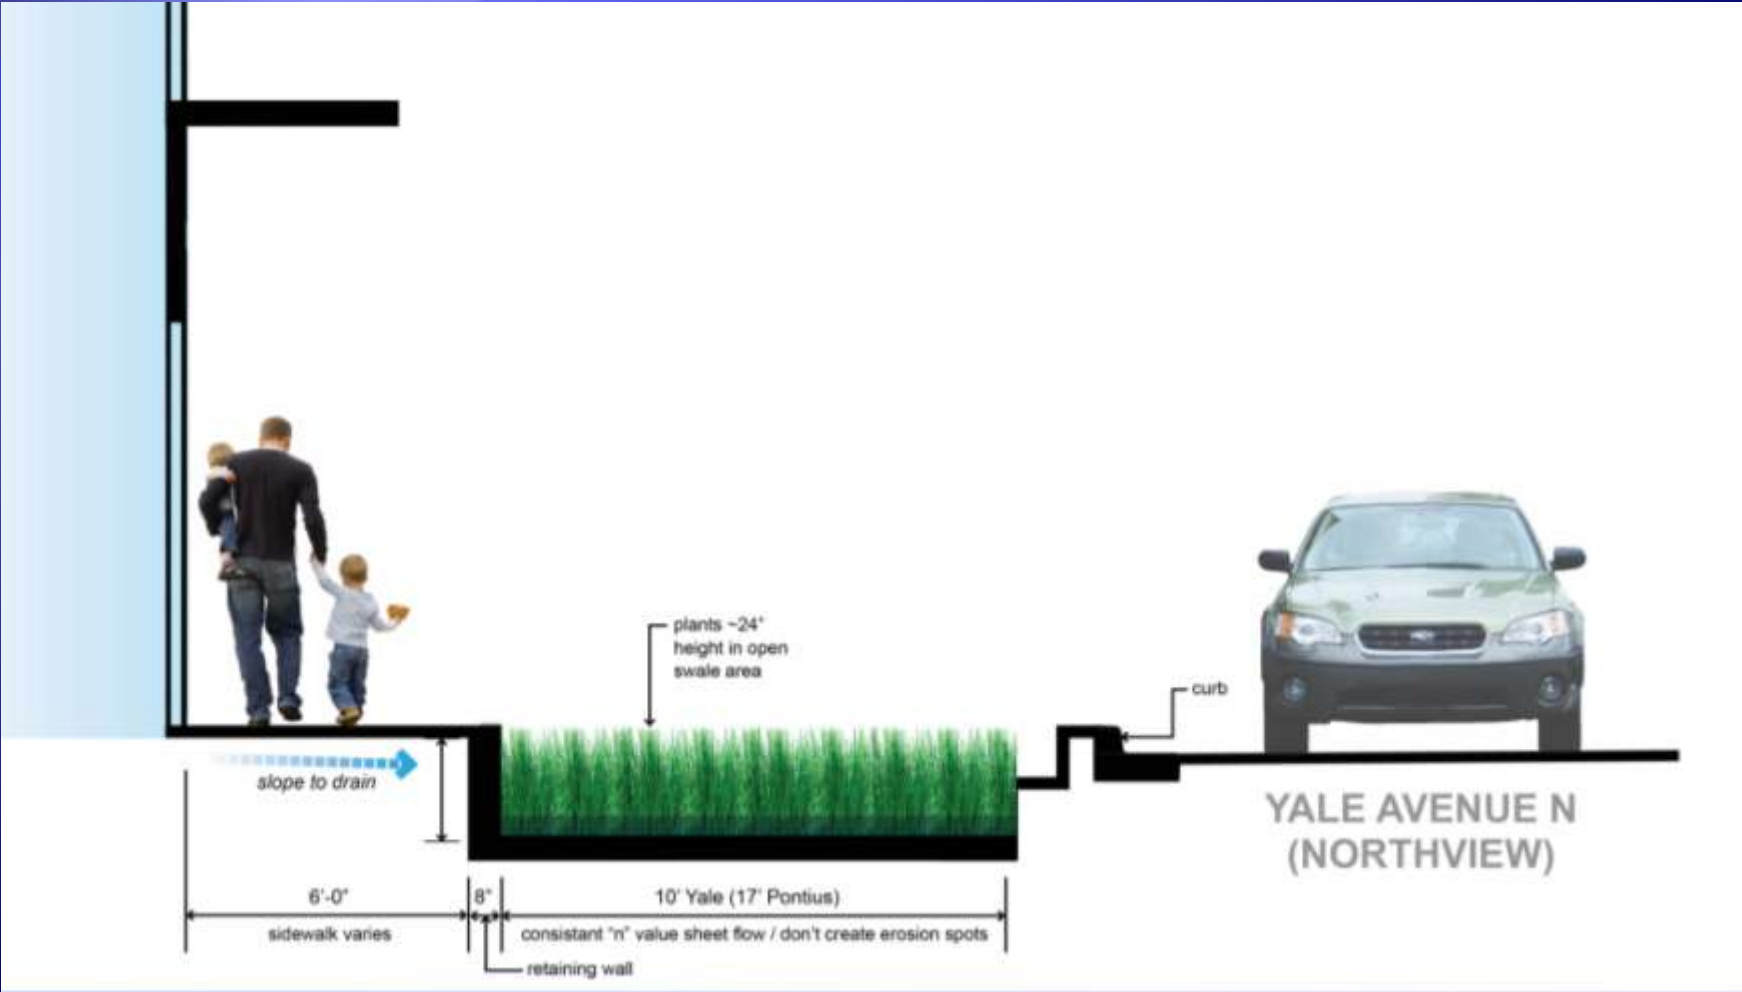 plants ~24"
height in open
swale area
curb
slope to drain
YALE AVENUE N
(NORTHVIEW)
6'-0"
8"
10' Yale (17' Pontius)
sidewalk varies
consistant "n" value sheet flow / don't create erosion spots
retaining wall